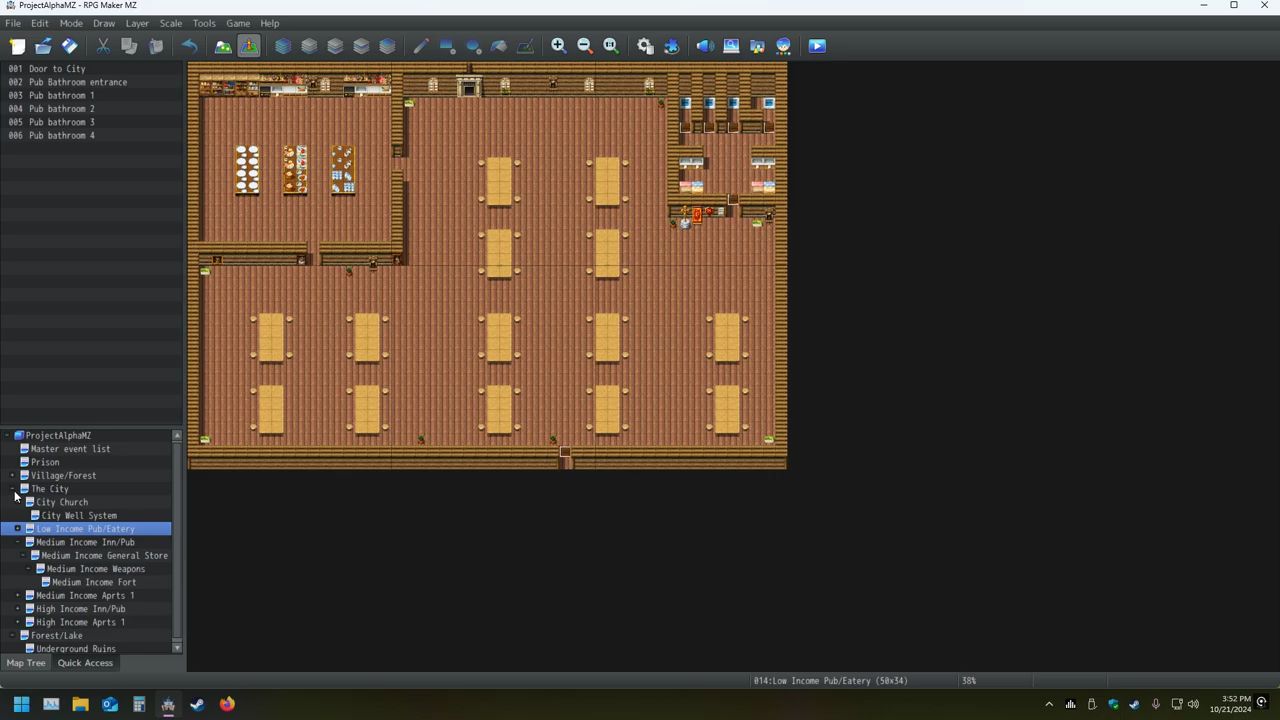 ProjectAlphaMZ - RPG Maker MZ
File Edit Mode Draw Layer Scale Tools Game Help
001 Door to City
002 Pub Bathroom entrance
003 Pub bathroom 1
004 Pub bathroom 2
005 Pub bathroom 3
006 Pub bathroom 4
ProjectAlphaMZ
Master event list
Prison
Village/Forest
The City
City Church
City Well System
Low Income Pub/Eatery
Medium Income Inn/Pub
Medium Income General Store
Medium Income Weapons
Medium Income Fort
Medium Income Aprts 1
High Income Inn/Pub
High Income Aprts 1
Forest/Lake
Underground Ruins
Map Tree Quick Access
014:Low Income Pub/Eatery (50x34) 38%
3:52 PM
10/21/2024